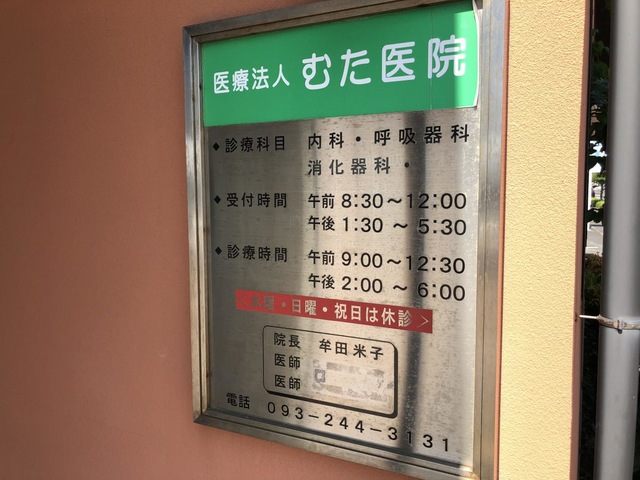 医療法人 むた医院
◆診療科目 内科・呼吸器科
消化器科・
◆受付時間 午前 8:30～12:00
午後 1:30 ～ 5:30
◆診療時間 午前 9:00～12:30
午後 2:00 ～ 6:00
・日曜・祝日は休診＞
院長 牟田米子
医師
医師
電話 093-244-3131